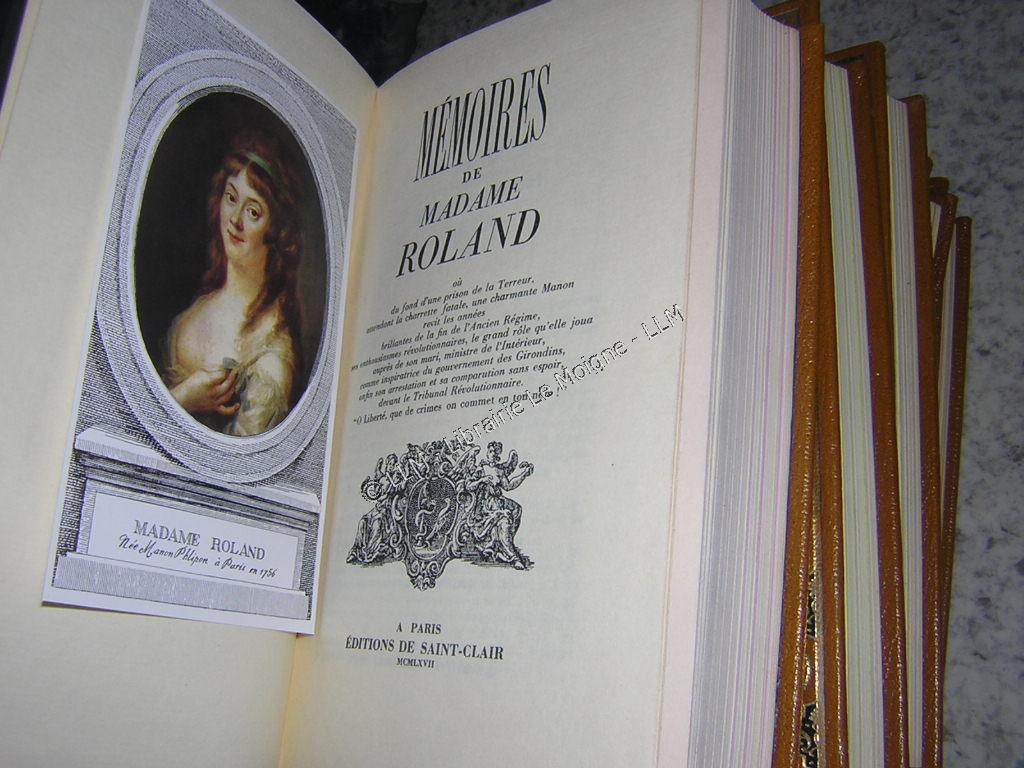 MADAME ROLAND
Née Manon Phlipon à Paris en 1756
MÉMOIRES
DE
MADAME
ROLAND
où
du fond d'une prison de la Terreur,
attendant la charrette fatale, une charmante Manon
récit les années
brillantes de la fin de l'Ancien Régime,
ses enthousiasmes révolutionnaires, le grand rôle qu'elle joua
auprès de son mari, ministre de l'Intérieur,
comme inspiratrice du gouvernement des Girondins,
enfin son arrestation et sa comparution sans espoir,
devant le Tribunal Révolutionnaire.
"O Liberté, que de crimes on commet en ton
A PARIS
ÉDITIONS DE SAINT-CLAIR
MCMLXVII
Librairie Le Moigne - LLM